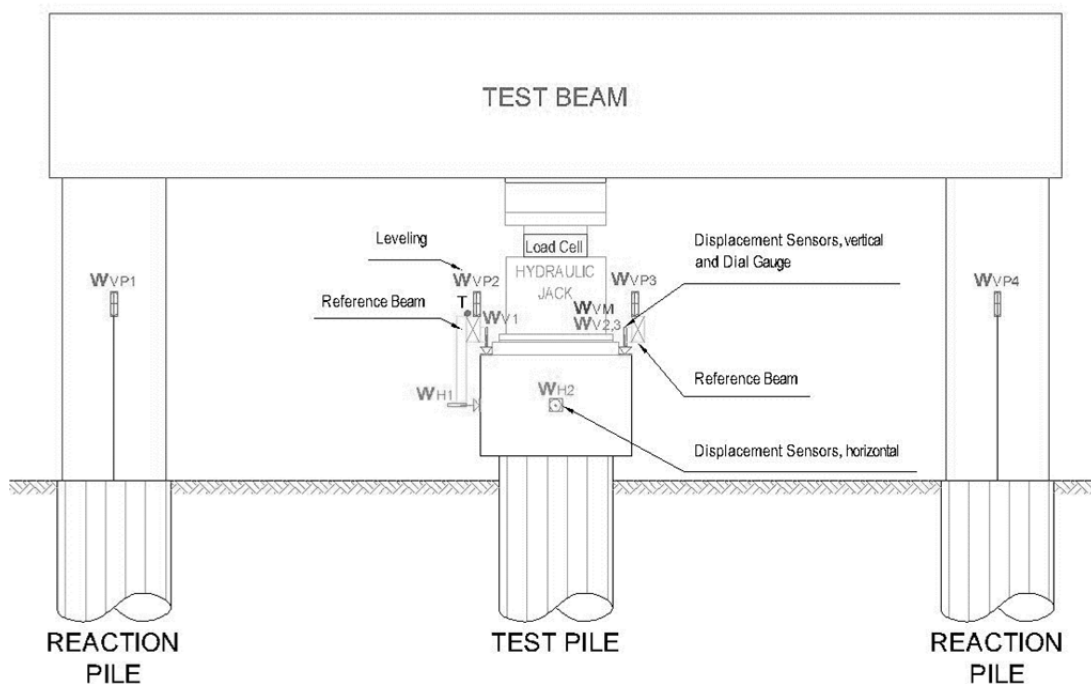 TEST BEAM
Leveling
Load Cell
Displacement Sensors, vertical
and Dial Gauge
HYDRAULIC
JACK
WVP1
WVP2
WVP3
WVP4
Reference Beam
T
WV1
WVM
WV2,3
Reference Beam
WH1
WH2
Displacement Sensors, horizontal
REACTION
PILE
TEST PILE
REACTION
PILE